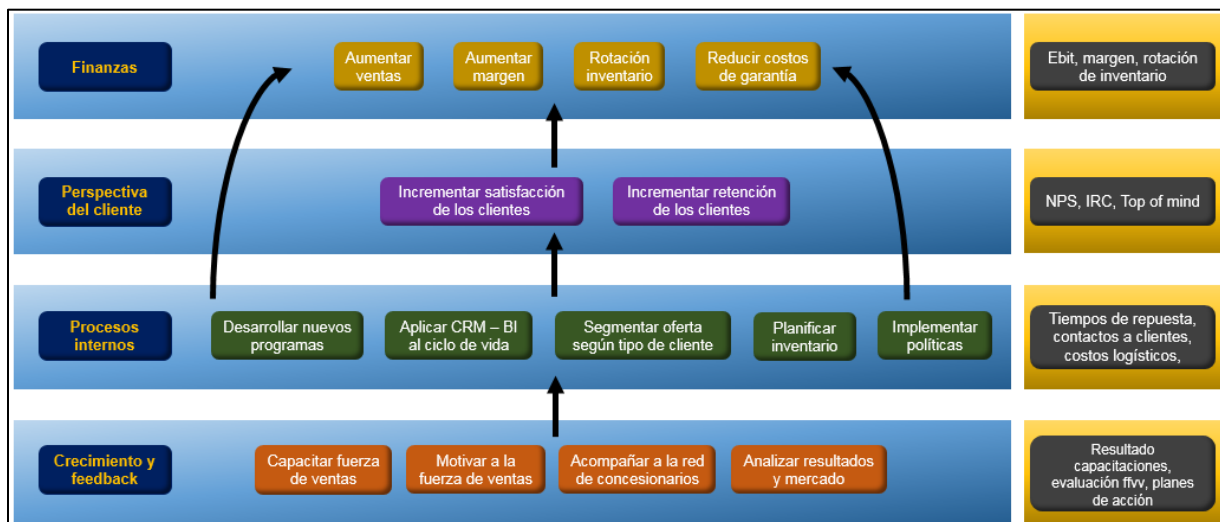 Finanzas
Aumentar
ventas
Aumentar
margen
Rotación
inventario
Reducir costos
de garantía
Ebit, margen, rotación
de inventario
Perspectiva
del cliente
Incrementar satisfacción
de los clientes
Incrementar retención
de los clientes
NPS, IRC, Top of mind
Procesos
internos
Desarrollar nuevos
programas
Aplicar CRM – BI
al ciclo de vida
Segmentar oferta
según tipo de cliente
Planificar
inventario
Implementar
políticas
Tiempos de repuesta,
contactos a clientes,
costos logísticos,
Crecimiento y
feedback
Capacitar fuerza
de ventas
Motivar a la
fuerza de ventas
Acompañar a la red
de concesionarios
Analizar resultados
y mercado
Resultado
capacitaciones,
evaluación ffvv, planes
de acción